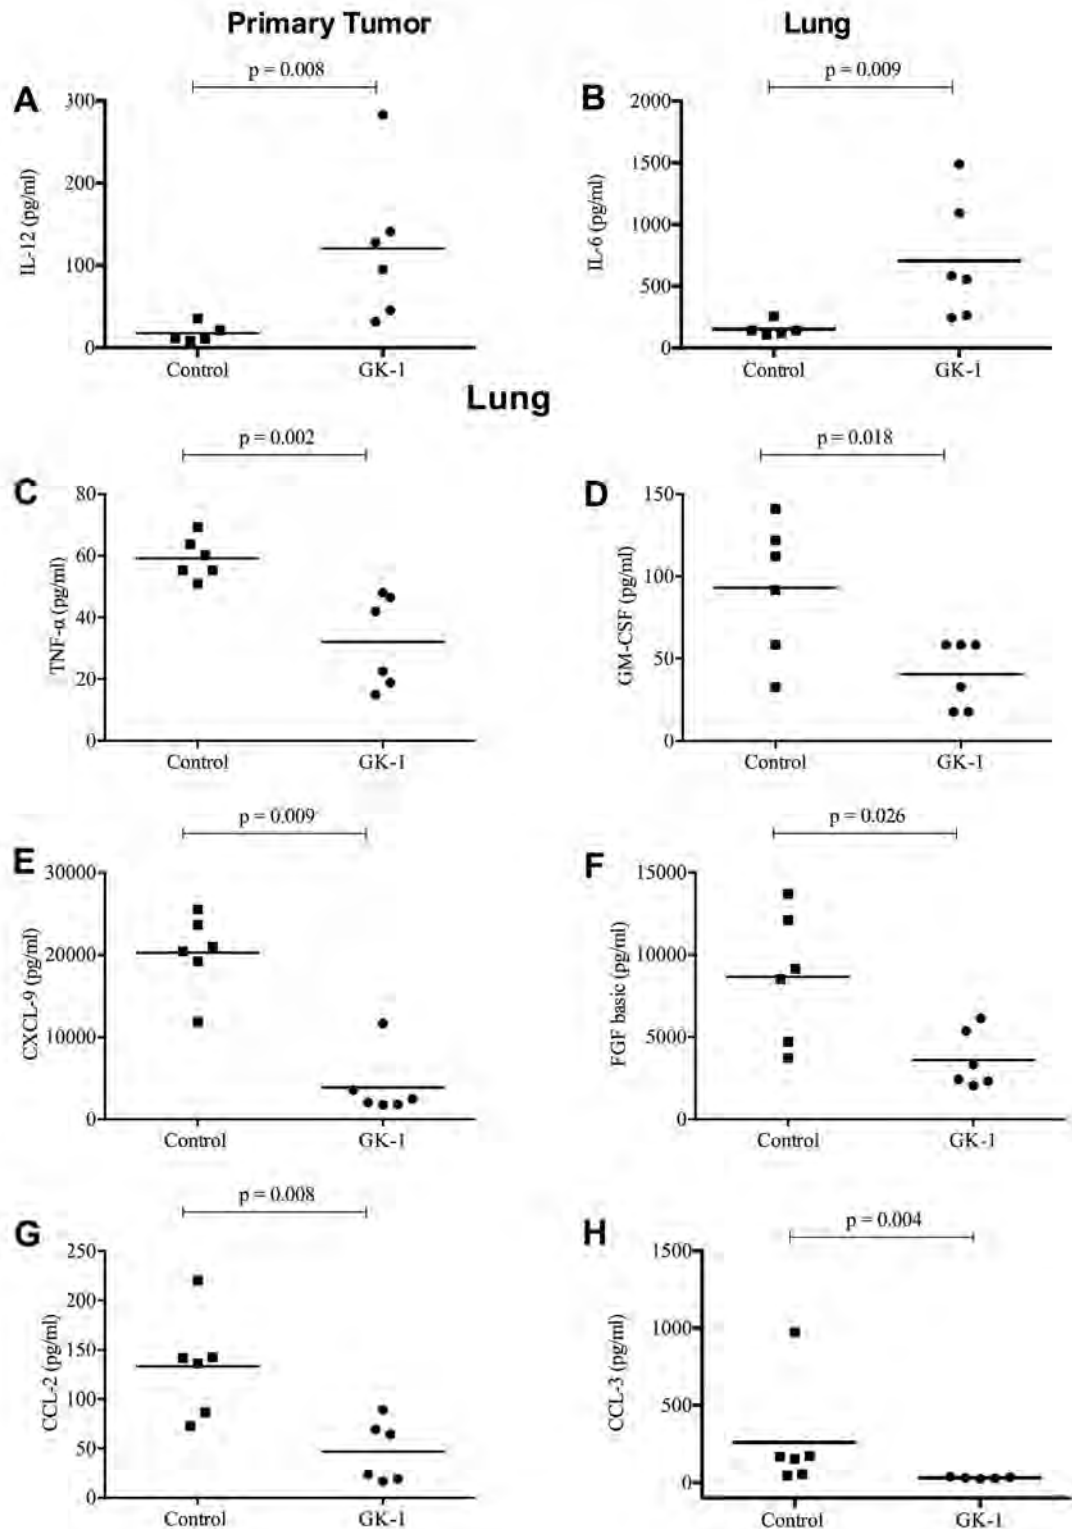 Primary Tumor
Lung
p = 0.008
p = 0.009
A
B
300
200
100
0
IL-12 (pg/ml)
Control
GK-1
2000
1500
1000
500
0
IL-6 (pg/ml)
Control
GK-1
Lung
p = 0.002
p = 0.018
C
D
80
60
40
20
0
TNF-α (pg/ml)
Control
GK-1
150
100
50
0
GM-CSF (pg/ml)
Control
GK-1
p = 0.009
p = 0.026
E
F
30000
20000
10000
0
CXCL-9 (pg/ml)
Control
GK-1
15000
10000
5000
0
FGF basic (pg/ml)
Control
GK-1
p = 0.008
p = 0.004
G
H
250
200
150
100
50
0
CCL-2 (pg/ml)
Control
GK-1
1500
1000
500
0
CCL-3 (pg/ml)
Control
GK-1